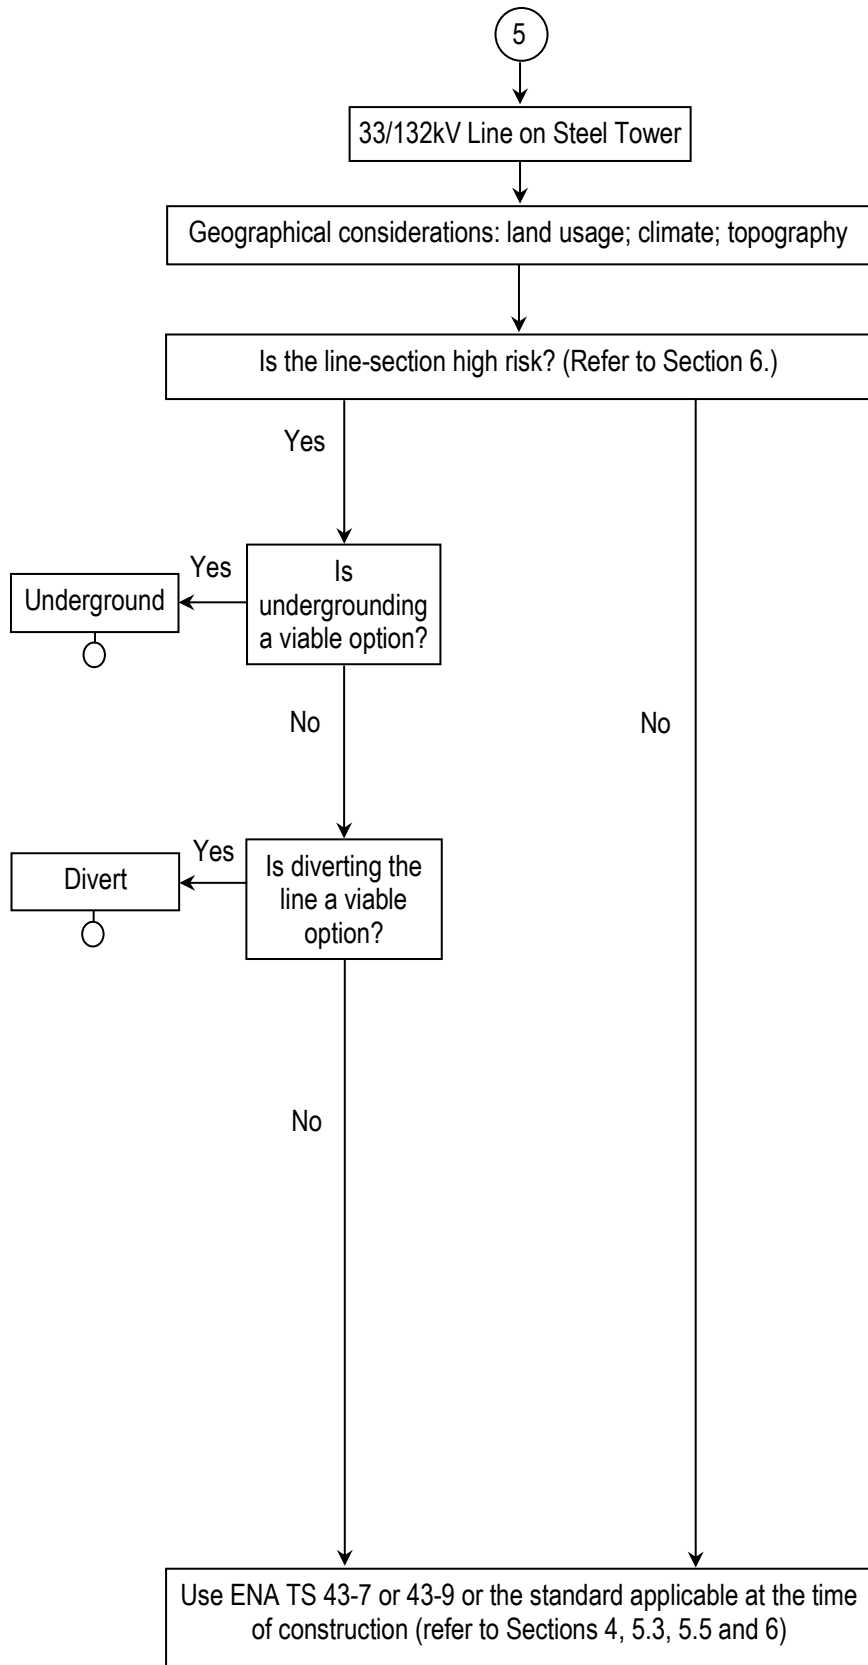 5
33/132kV Line on Steel Tower
Geographical considerations: land usage; climate; topography
Is the line-section high risk? (Refer to Section 6.)
Yes
Yes
Is
undergrounding
a viable option?
Underground
No
No
Yes
Is diverting the
line a viable
option?
Divert
No
Use ENA TS 43-7 or 43-9 or the standard applicable at the time
of construction (refer to Sections 4, 5.3, 5.5 and 6)